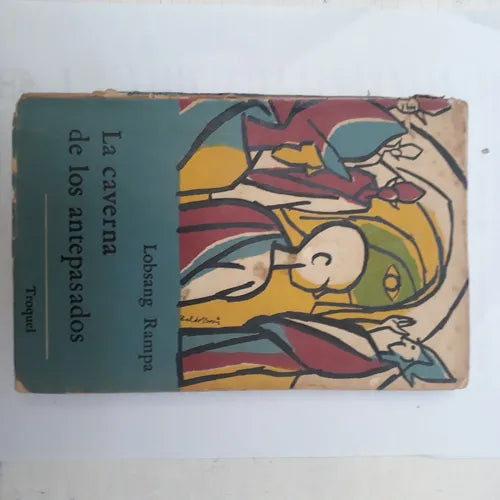 Lobsang Rampa
La caverna
de los antepasados
Troquel